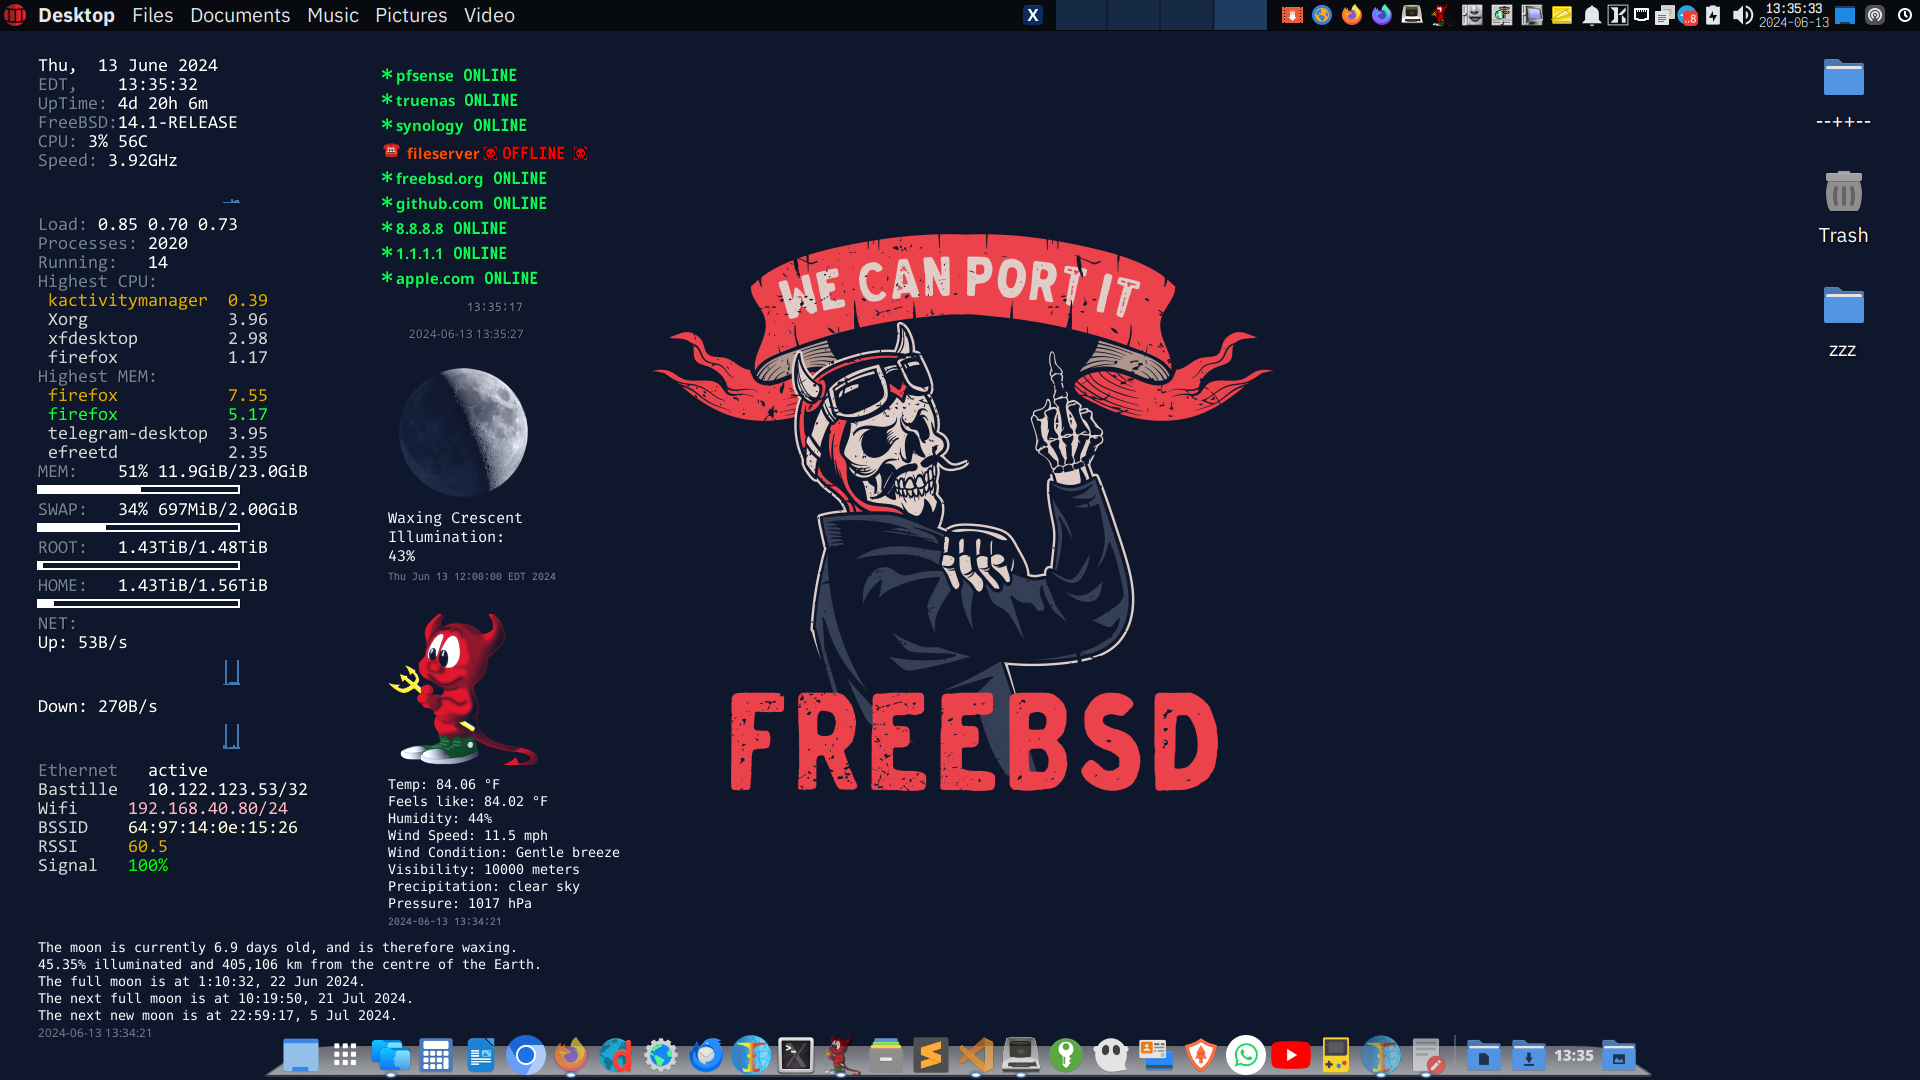 Desktop Files Documents Music Pictures Video
X
K
8
13:35:33
2024-06-13
Thu, 13 June 2024
EDT, 13:35:32
UpTime: 4d 20h 6m
FreeBSD:14.1-RELEASE
CPU: 3% 56C
Speed: 3.92GHz
Load: 0.85 0.70 0.73
Processes: 2020
Running: 14
Highest CPU:
kactivitymanager 0.39
Xorg 3.96
xfdesktop 2.98
firefox 1.17
Highest MEM:
firefox 7.55
firefox 5.17
telegram-desktop 3.95
efreetd 2.35
MEM: 51% 11.9GiB/23.0GiB
SWAP: 34% 697MiB/2.00GiB
ROOT: 1.43TiB/1.48TiB
HOME: 1.43TiB/1.56TiB
NET:
Up: 53B/s
Down: 270B/s
Ethernet active
Bastille 10.122.123.53/32
Wifi 192.168.40.80/24
BSSID 64:97:14:0e:15:26
RSSI 60.5
Signal 100%
*pfsense ONLINE
*truenas ONLINE
*synology ONLINE
☎ fileserver ☠ OFFLINE ☠
*freebsd.org ONLINE
*github.com ONLINE
*8.8.8.8 ONLINE
*1.1.1.1 ONLINE
*apple.com ONLINE
13:35:17
2024-06-13 13:35:27
Waxing Crescent
Illumination:
43%
Thu Jun 13 12:00:00 EDT 2024
Temp: 84.06 °F
Feels like: 84.02 °F
Humidity: 44%
Wind Speed: 11.5 mph
Wind Condition: Gentle breeze
Visibility: 10000 meters
Precipitation: clear sky
Pressure: 1017 hPa
2024-06-13 13:34:21
The moon is currently 6.9 days old, and is therefore waxing.
45.35% illuminated and 405,106 km from the centre of the Earth.
The full moon is at 1:10:32, 22 Jun 2024.
The next full moon is at 10:19:50, 21 Jul 2024.
The next new moon is at 22:59:17, 5 Jul 2024.
2024-06-13 13:34:21
WE CAN PORT IT
FREEBSD
--++--
Trash
zzz
13:35